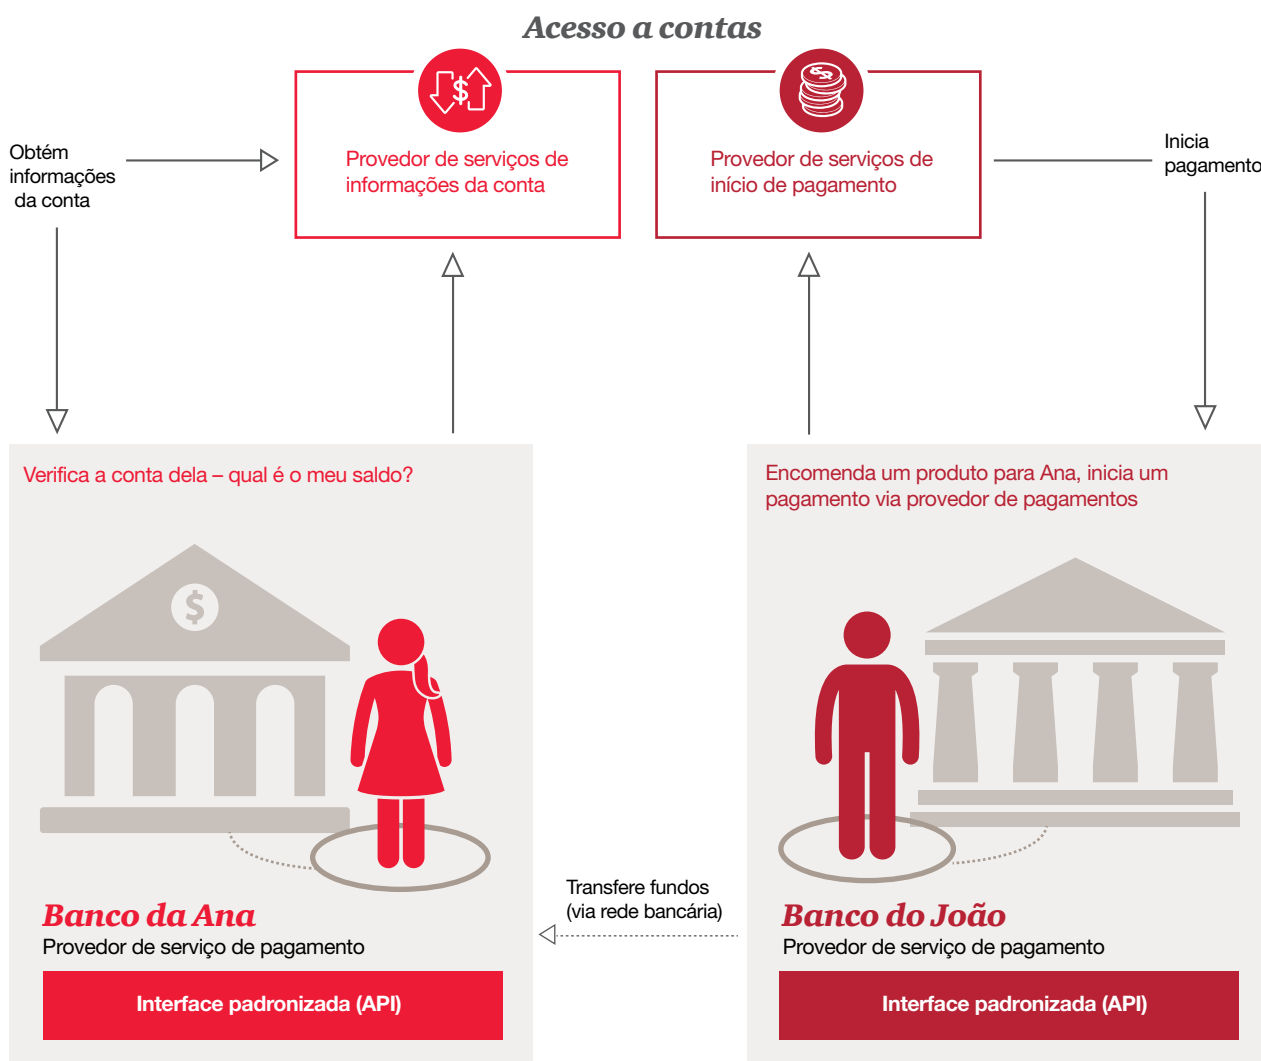 Acesso a contas
$
$
Obtém
informações
da conta
Provedor de serviços de
informações da conta
Provedor de serviços de
início de pagamento
Inicia
pagamento
Verifica a conta dela – qual é o meu saldo?
Encomenda um produto para Ana, inicia um
pagamento via provedor de pagamentos
$
Transfere fundos
(via rede bancária)
Banco da Ana
Provedor de serviço de pagamento
Interface padronizada (API)
Banco do João
Provedor de serviço de pagamento
Interface padronizada (API)